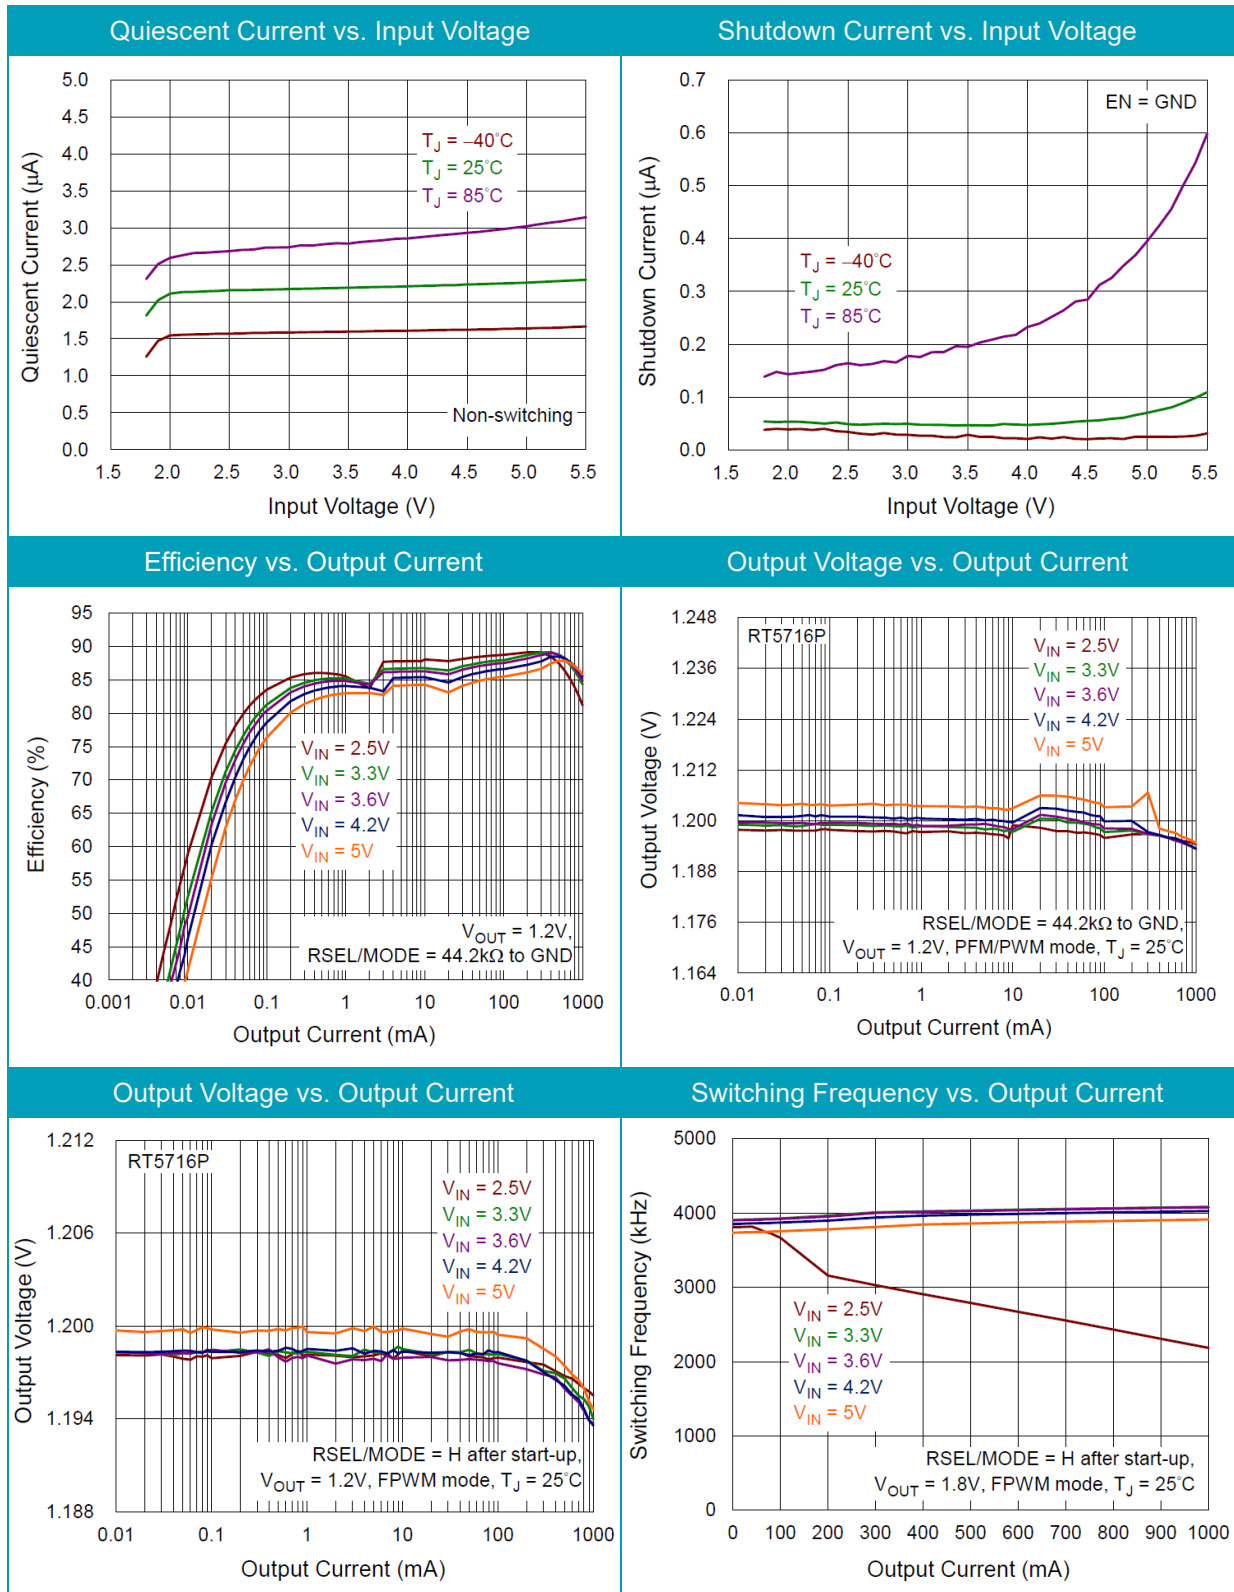 Quiescent Current vs. Input Voltage
Quiescent Current (μA)
5.0
4.5
4.0
3.5
3.0
2.5
2.0
1.5
1.0
0.5
0.0
TJ = –40°C
TJ = 25°C
TJ = 85°C
Non-switching
1.5 2.0 2.5 3.0 3.5 4.0 4.5 5.0 5.5
Input Voltage (V)
Shutdown Current vs. Input Voltage
Shutdown Current (μA)
0.7
0.6
0.5
0.4
0.3
0.2
0.1
0.0
EN = GND
TJ = –40°C
TJ = 25°C
TJ = 85°C
1.5 2.0 2.5 3.0 3.5 4.0 4.5 5.0 5.5
Input Voltage (V)
Efficiency vs. Output Current
Efficiency (%)
95
90
85
80
75
70
65
60
55
50
45
40
VIN = 2.5V
VIN = 3.3V
VIN = 3.6V
VIN = 4.2V
VIN = 5V
VOUT = 1.2V,
RSEL/MODE = 44.2kΩ to GND
0.001 0.01 0.1 1 10 100 1000
Output Current (mA)
Output Voltage vs. Output Current
Output Voltage (V)
1.248
1.236
1.224
1.212
1.200
1.188
1.176
1.164
RT5716P
VIN = 2.5V
VIN = 3.3V
VIN = 3.6V
VIN = 4.2V
VIN = 5V
RSEL/MODE = 44.2kΩ to GND,
VOUT = 1.2V, PFM/PWM mode, TJ = 25°C
0.01 0.1 1 10 100 1000
Output Current (mA)
Output Voltage vs. Output Current
Output Voltage (V)
1.212
1.206
1.200
1.194
1.188
RT5716P
VIN = 2.5V
VIN = 3.3V
VIN = 3.6V
VIN = 4.2V
VIN = 5V
RSEL/MODE = H after start-up,
VOUT = 1.2V, FPWM mode, TJ = 25°C
0.01 0.1 1 10 100 1000
Output Current (mA)
Switching Frequency vs. Output Current
Switching Frequency (kHz)
5000
4000
3000
2000
1000
0
VIN = 2.5V
VIN = 3.3V
VIN = 3.6V
VIN = 4.2V
VIN = 5V
RSEL/MODE = H after start-up,
VOUT = 1.8V, FPWM mode, TJ = 25°C
0 100 200 300 400 500 600 700 800 900 1000
Output Current (mA)